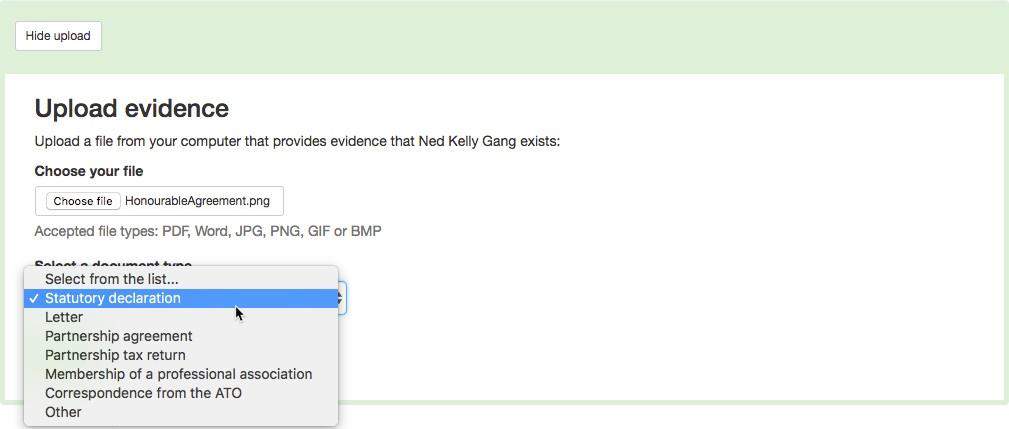 Hide upload
Upload evidence
Upload a file from your computer that provides evidence that Ned Kelly Gang exists:
Choose your file
Choose file HonourableAgreement.png
Accepted file types: PDF, Word, JPG, PNG, GIF or BMP
Select a document type
Select from the list...
✓ Statutory declaration
Letter
Partnership agreement
Partnership tax return
Membership of a professional association
Correspondence from the ATO
Other